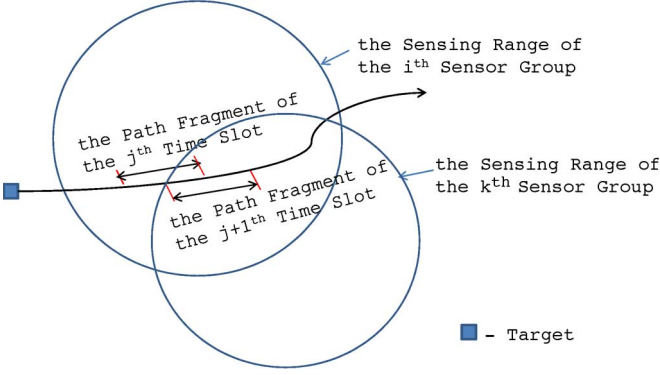 the Sensing Range of
the iᵗʰ Sensor Group
the Path Fragment of
the jᵗʰ Time Slot
the Sensing Range of
the kᵗʰ Sensor Group
the Path Fragment of
the j+1ᵗʰ Time Slot
- Target